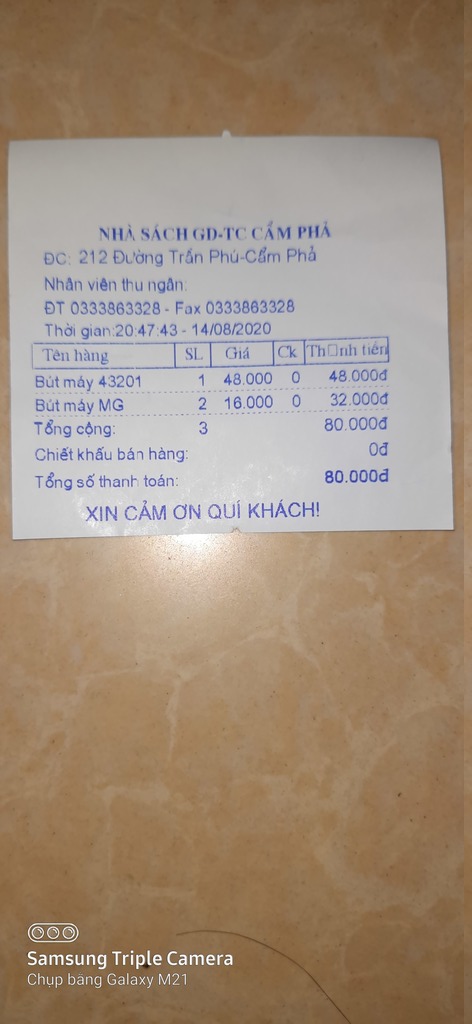 NHÀ SÁCH GD-TC CẨM PHẢ
ĐC: 212 Đường Trần Phú-Cẩm Phả
Nhân viên thu ngân:
ĐT 0333863328 - Fax 0333863328
Thời gian:20:47:43 - 14/08/2020
Tên hàng SL Giá Ck Th□nh tiền
Bút máy 43201 1 48.000 0 48.000đ
Bút máy MG 2 16.000 0 32.000đ
Tổng cộng: 3 80.000đ
Chiết khấu bán hàng: 0đ
Tổng số thanh toán: 80.000đ
XIN CẢM ƠN QUÍ KHÁCH!
Samsung Triple Camera
Chụp bằng Galaxy M21